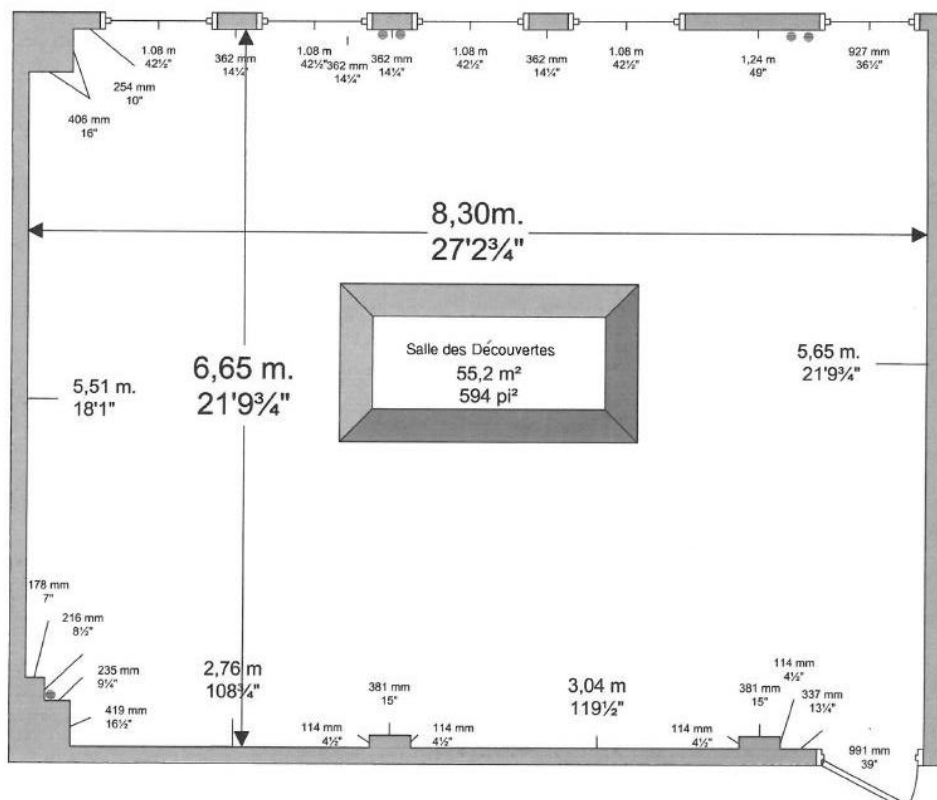 1.08 m
42½"
362 mm
14¼"
1.08 m
42½"
362 mm
14¼"
362 mm
14¼"
1.08 m
42½"
362 mm
14¼"
1.08 m
42½"
1,24 m
49"
927 mm
36½"
254 mm
10"
406 mm
16"
8,30m.
27'2¾"
Salle des Découvertes
55,2 m²
594 pi²
6,65 m.
21'9¾"
5,51 m.
18'1"
5,65 m.
21'9¾"
178 mm
7"
216 mm
8½"
235 mm
9¼"
419 mm
16½"
2,76 m
108¾"
381 mm
15"
114 mm
4½"
114 mm
4½"
3,04 m
119½"
381 mm
15"
114 mm
4½"
114 mm
4½"
337 mm
13¼"
991 mm
39"